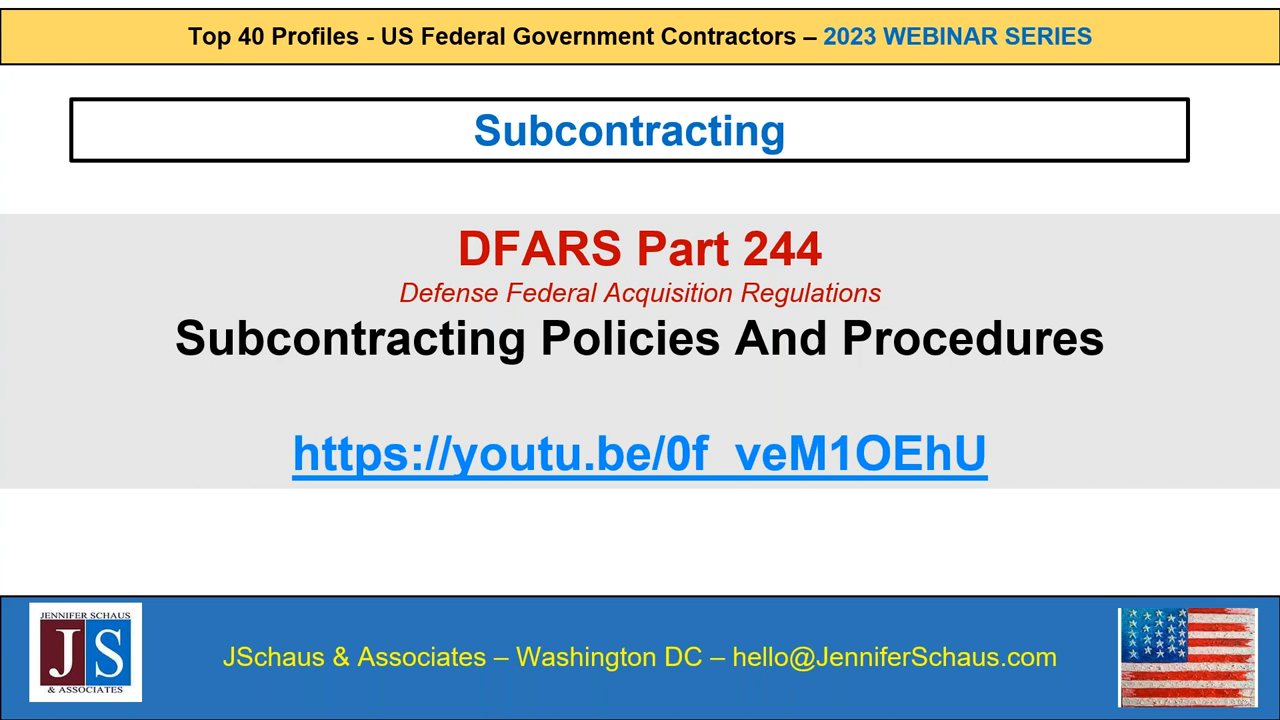 Top 40 Profiles - US Federal Government Contractors – 2023 WEBINAR SERIES
Subcontracting
DFARS Part 244
Defense Federal Acquisition Regulations
Subcontracting Policies And Procedures
https://youtu.be/0f_veM1OEhU
JENNIFER SCHAUS
JS
& ASSOCIATES
JSchaus & Associates – Washington DC – hello@JenniferSchaus.com